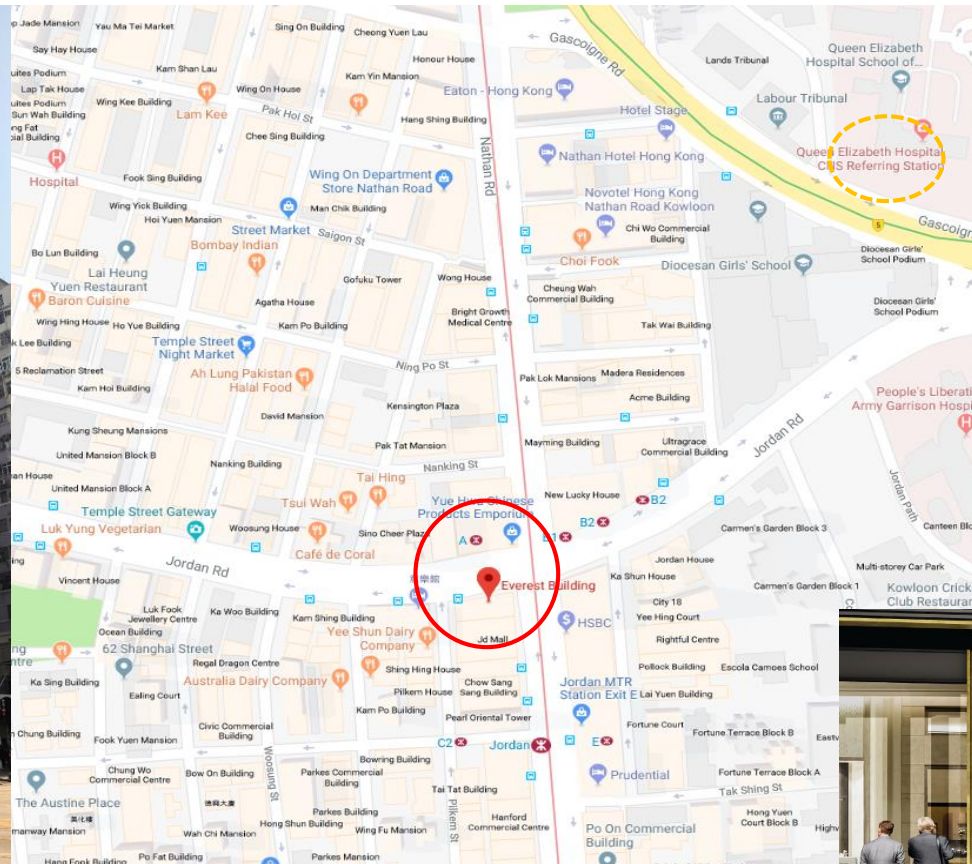 Jade Mansion
Yau Ma Tei Market
Sing On Building
Cheong Yuen Lau
Say Hay House
Honour House
Gascoigne Rd
Lands Tribunal
Queen Elizabeth
Hospital School of...
Suites Podium
Kam Shan Lau
Kam Yin Mansion
Lap Tak House
Wing On House
Eaton - Hong Kong
Labour Tribunal
Podium
Wing Kee Building
Lam Kee
Pak Hoi St
Hang Shing Building
Hotel Stage
Sun Wah Building
Chee Sing Building
Nathan Rd
Nathan Hotel Hong Kong
Queen Elizabeth Hospital
CNS Referring Station
Hospital
Fook Sing Building
Wing On Department
Store Nathan Road
Novotel Hong Kong
Nathan Road Kowloon
Wing Yick Building
Hoi Yuen Mansion
Street Market
Man Chik Building
Saigon St
Chi Wo Commercial
Building
5
Gascoign
Bo Lun Building
Bombay Indian
Choi Fook
Diocesan Girls' School
Diocesan Girls'
School Podium
Lai Heung
Yuen Restaurant
Gofuku Tower
Wong House
Baron Cuisine
Agatha House
Cheung Wah
Commercial Building
Diocesan Girls'
School Podium
Wing Hing House
Ho Yue Building
Kam Po Building
Bright Growth
Medical Centre
Tak Wai Building
k Lee Building
Temple Street
Night Market
Ning Po St
5 Reclamation Street
Ah Lung Pakistan
Halal Food
Pak Lok Mansions
Madera Residences
Kam Hoi Building
Kensington Plaza
Acme Building
People's Liberati
Army Garrison Hospi
David Mansion
Kung Sheung Mansions
Pak Tat Mansion
Mayming Building
Ultragrace
Commercial Building
Jordan Rd
United Mansion Block B
Nanking Building
Nanking St
Tai Hing
United Mansion Block A
Tsui Wah
Yue Hwa Chinese
Products Emporium
New Lucky House
B2
Jordan Path
Temple Street Gateway
Luk Yung Vegetarian
Woosung House
Sino Cheer Plaza
A
B1
B2
Carmen's Garden Block 3
Canteen Blo
Café de Coral
Jordan Rd
Jordan House
Multi-storey Car Park
Vincent House
Everest Building
Ka Shun House
Carmen's Garden Block 1
Kowloon Crick
Club Restauran
Luk Fook
Jewellery Centre
Ka Woo Building
Kam Shing Building
City 18
HSBC
Yee Hing Court
Ocean Building
62 Shanghai Street
Yee Shun Dairy
Company
Jd Mall
Rightful Centre
Regal Dragon Centre
Shing Hing House
Pollock Building
Escola Camoes School
Ka Sing Building
Australia Dairy Company
Chow Sang
Sang Building
Jordan MTR
Station Exit E
Lai Yuen Building
Ealing Court
Pilkem House
Kam Po Building
Pearl Oriental Tower
Fortune Court
Chung Building
Fook Yuen Mansion
Civic Commercial
Building
C2
Jordan
E
Fortune Terrace Block B
Woosung St
Bowring Building
Chung Wo
Commercial Centre
Bow On Building
Parkes Commercial
Building
Tai Tat Building
Prudential
Fortune Terrace Block A
Tak Shing St
The Austine Place
Pilkem St
Parkes Building
Hanford
Commercial Centre
Hong Yuen
Court Block B
manway Mansion
Wah Chi Mansion
Hong Shun Building
Wing Fu Mansion
Po On Commercial
Building
Highw
Hang Fook Building
Po Fat Building
Parkes Mansion